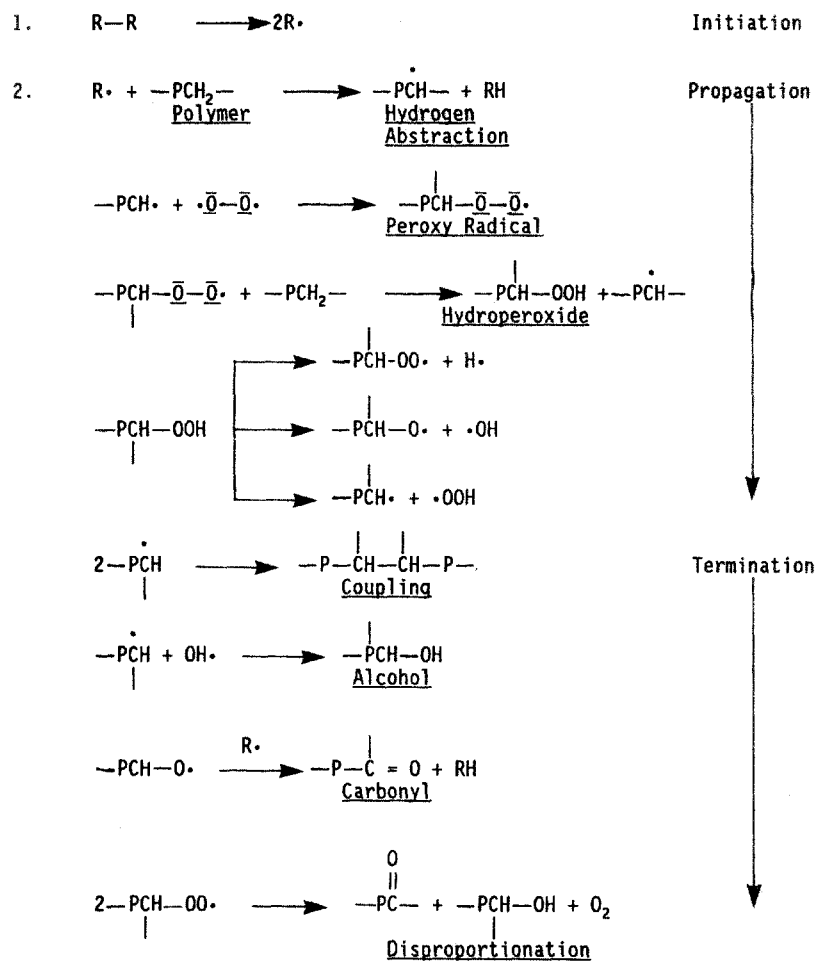 1. R—R ⟶ 2R· Initiation
2. R· + —PCH₂— ⟶ —PĊH— + RH Propagation
Polymer Hydrogen
Abstraction
—PCH· + ·O̲̅—O̲̅· ⟶ —PCH—O̲̅—O̲̅·
Peroxy Radical
—PCH—O̲̅—O̲̅· + —PCH₂— ⟶ —PCH—OOH + —PĊH—
Hydroperoxide
—PCH-OO· + H·
—PCH—OOH ⟶ —PCH—O· + ·OH
—PCH· + ·OOH
2—PĊH ⟶ —P—CH—CH—P— Termination
Coupling
—PĊH + OH· ⟶ —PCH—OH
Alcohol
R·
—PCH—O· ⟶ —P—C = O + RH
Carbonyl
O
2—PCH—OO· ⟶ —PC— + —PCH—OH + O₂
Disproportionation